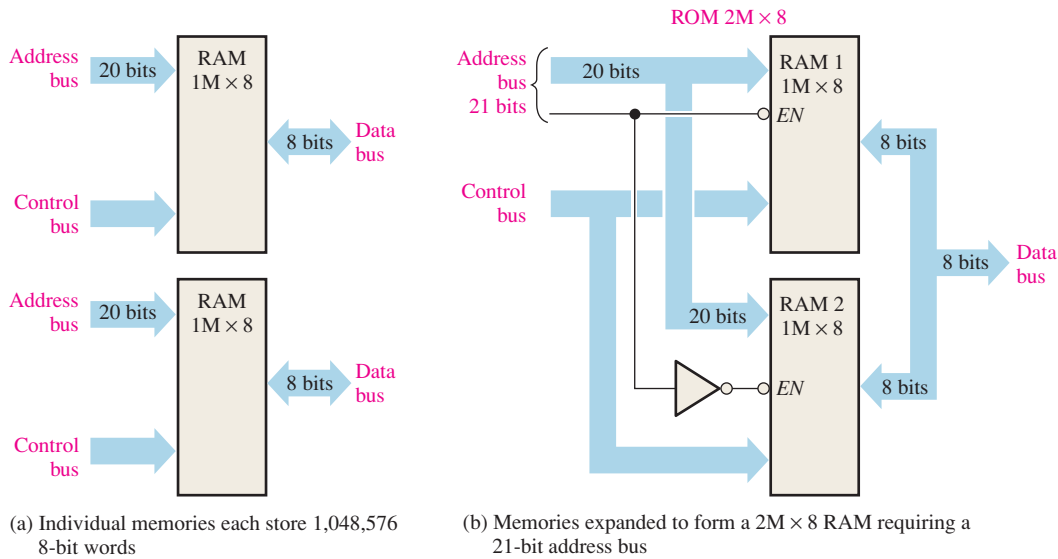 Address
bus
20 bits
RAM
1M × 8
8 bits
Data
bus
Control
bus
Address
bus
20 bits
RAM
1M × 8
8 bits
Data
bus
Control
bus
(a) Individual memories each store 1,048,576
8-bit words
ROM 2M × 8
Address
bus
21 bits
20 bits
RAM 1
1M × 8
EN
8 bits
Control
bus
8 bits
Data
bus
20 bits
RAM 2
1M × 8
EN
8 bits
(b) Memories expanded to form a 2M × 8 RAM requiring a
21-bit address bus